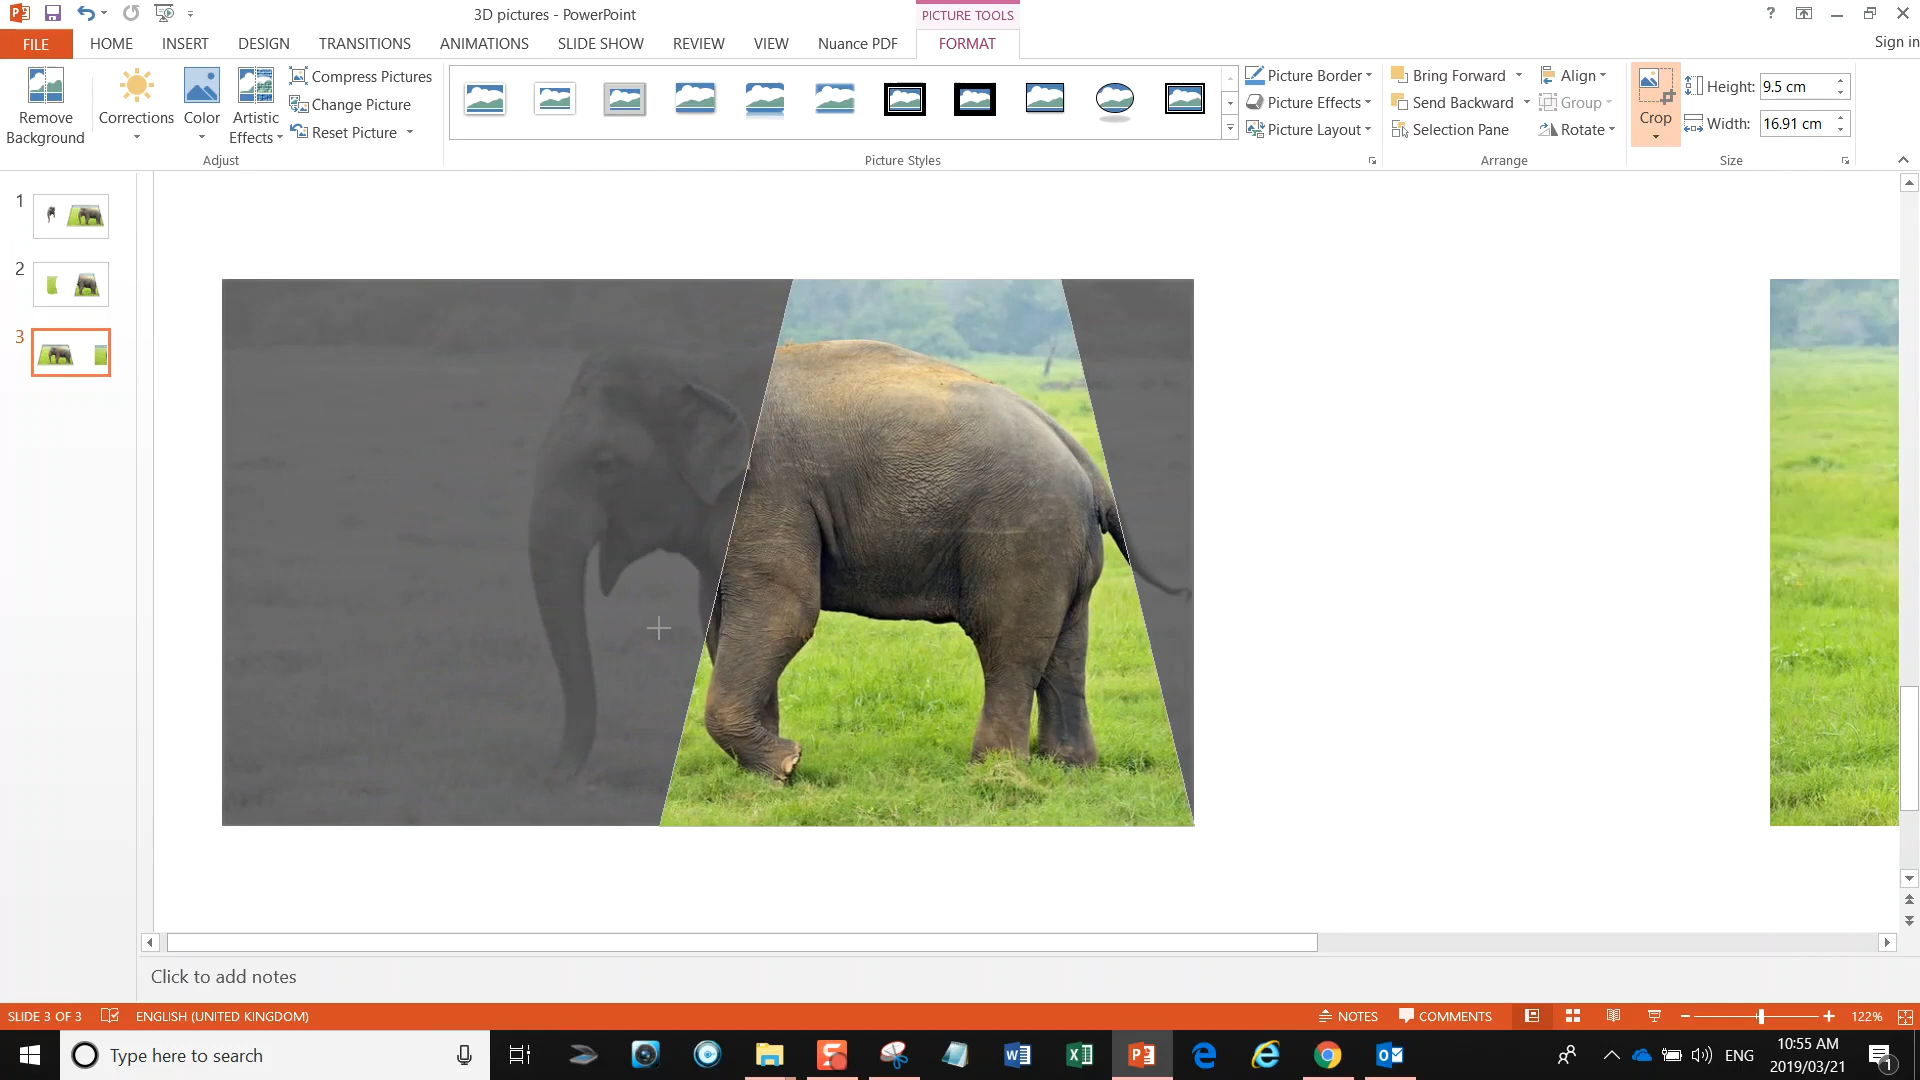 3D pictures - PowerPoint
PICTURE TOOLS
?
FILE
HOME
INSERT
DESIGN
TRANSITIONS
ANIMATIONS
SLIDE SHOW
REVIEW
VIEW
Nuance PDF
FORMAT
Sign in
Remove
Background
Corrections
Color
Artistic
Effects
Compress Pictures
Change Picture
Reset Picture
Adjust
Picture Styles
Picture Border
Picture Effects
Picture Layout
Bring Forward
Send Backward
Selection Pane
Align
Group
Rotate
Arrange
Crop
Height: 9.5 cm
Width: 16.91 cm
Size
1
2
3
Click to add notes
SLIDE 3 OF 3
ENGLISH (UNITED KINGDOM)
NOTES
COMMENTS
122%
Type here to search
ENG
10:55 AM
2019/03/21
1